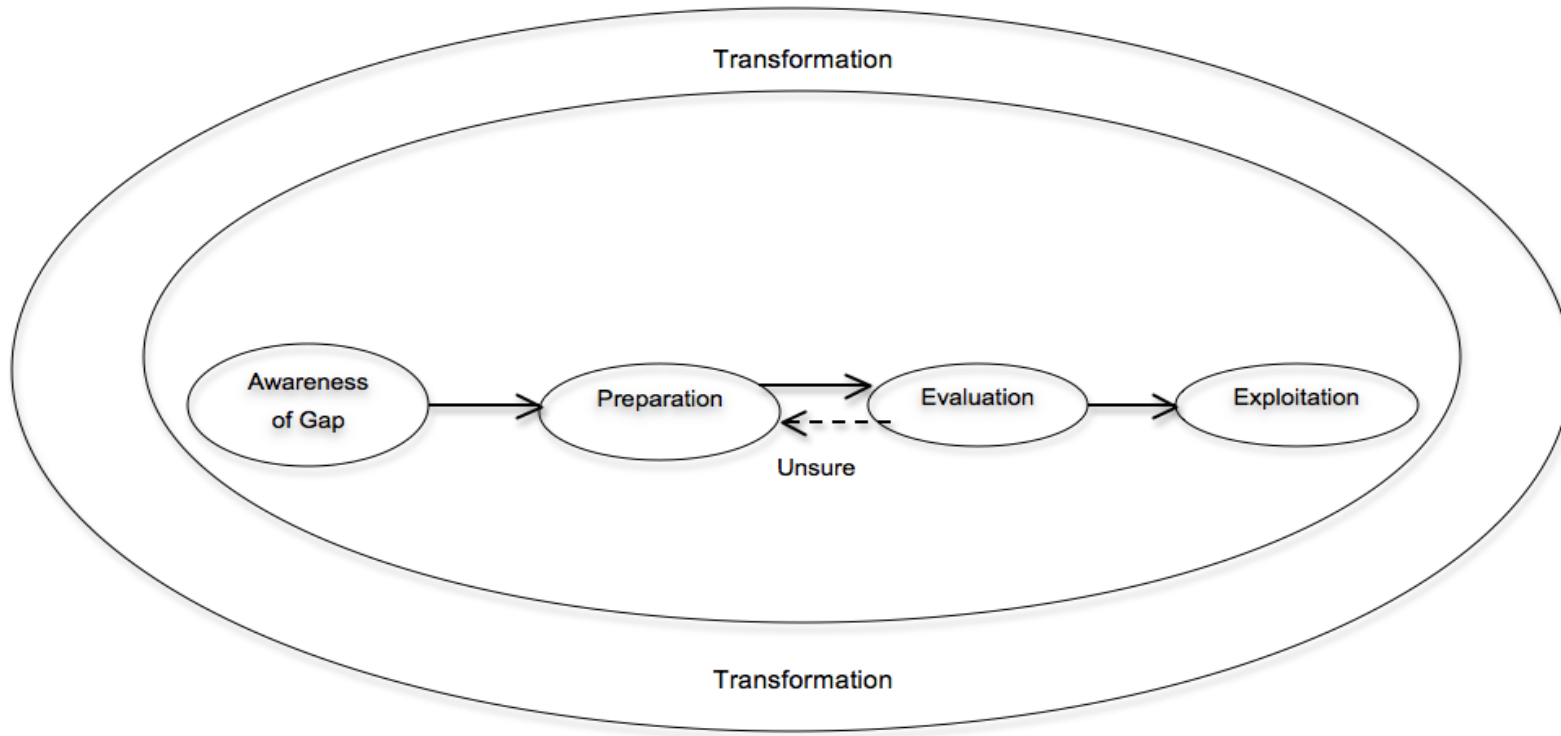 Transformation
Awareness
of Gap
Preparation
Evaluation
Exploitation
Unsure
Transformation